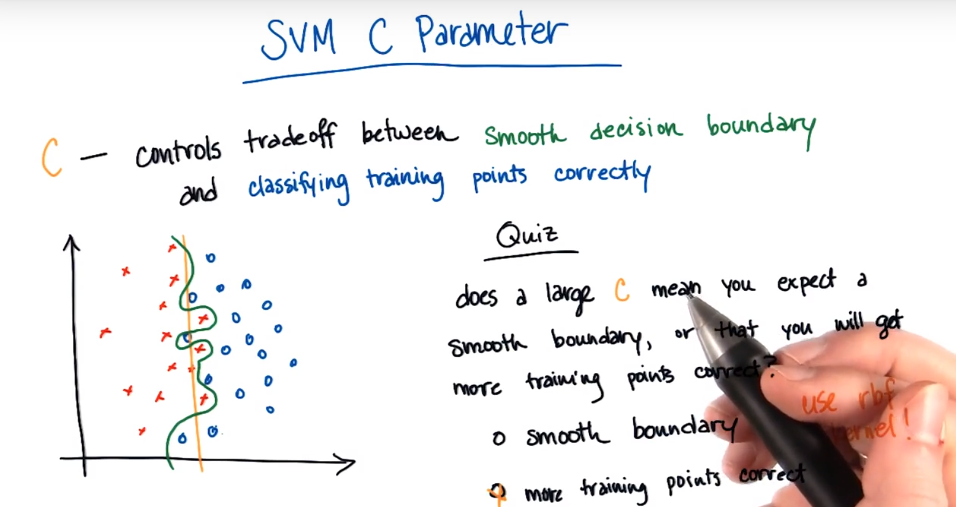 SVM C Parameter
C – controls tradeoff between smooth decision boundary
and classifying training points correctly
Quiz
does a large C mean you expect a
smooth boundary, or that you will get
more training points correct?
use rbf
kernel!
o smooth boundary
o more training points correct